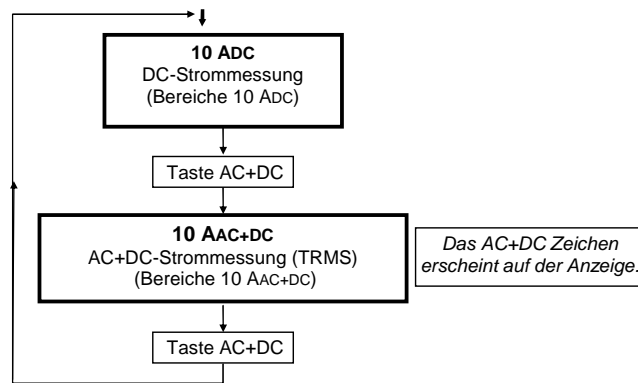 10 ADC
DC-Strommessung
(Bereiche 10 ADC)
Taste AC+DC
10 AAC+DC
AC+DC-Strommessung (TRMS)
(Bereiche 10 AAC+DC)
Das AC+DC Zeichen
erscheint auf der Anzeige.
Taste AC+DC